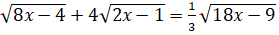 √(8x − 4) + 4√(2x − 1) = 1/3 √(18x − 9)